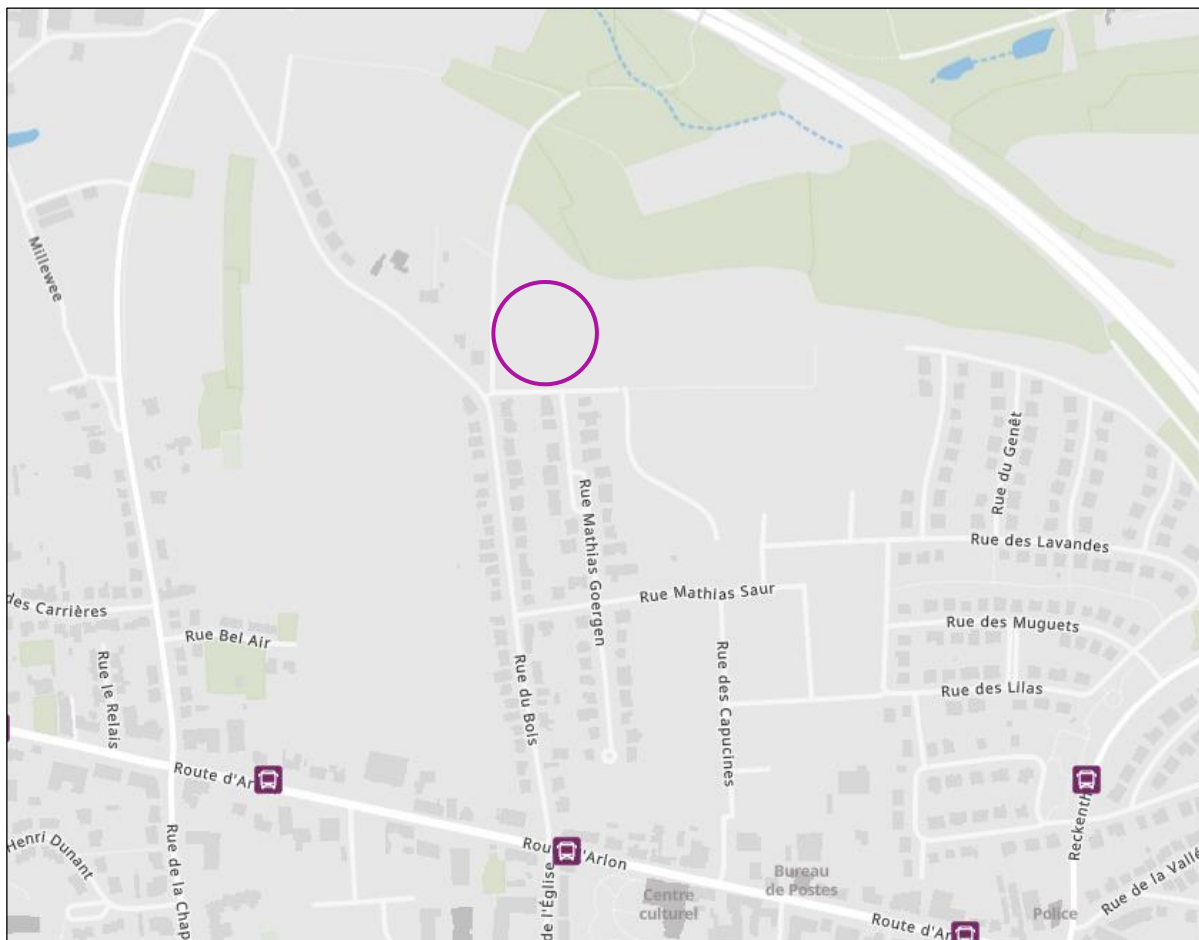 Millewee
Rue du Genêt
Rue Mathias Goergen
Rue des Lavandes
Rue Mathias Saur
des Carrières
Rue des Muguets
Rue Bel Air
Rue le Relais
Rue du Bois
Rue des Capucines
Rue des Lilas
Route d'Ar
Reckenth
Henri Dunant
Rue de la Chap
Rou
'Arlon
de l'Église
Bureau
de Postes
Centre
culturel
Police
Rue de la Vallé
Route d'Ar